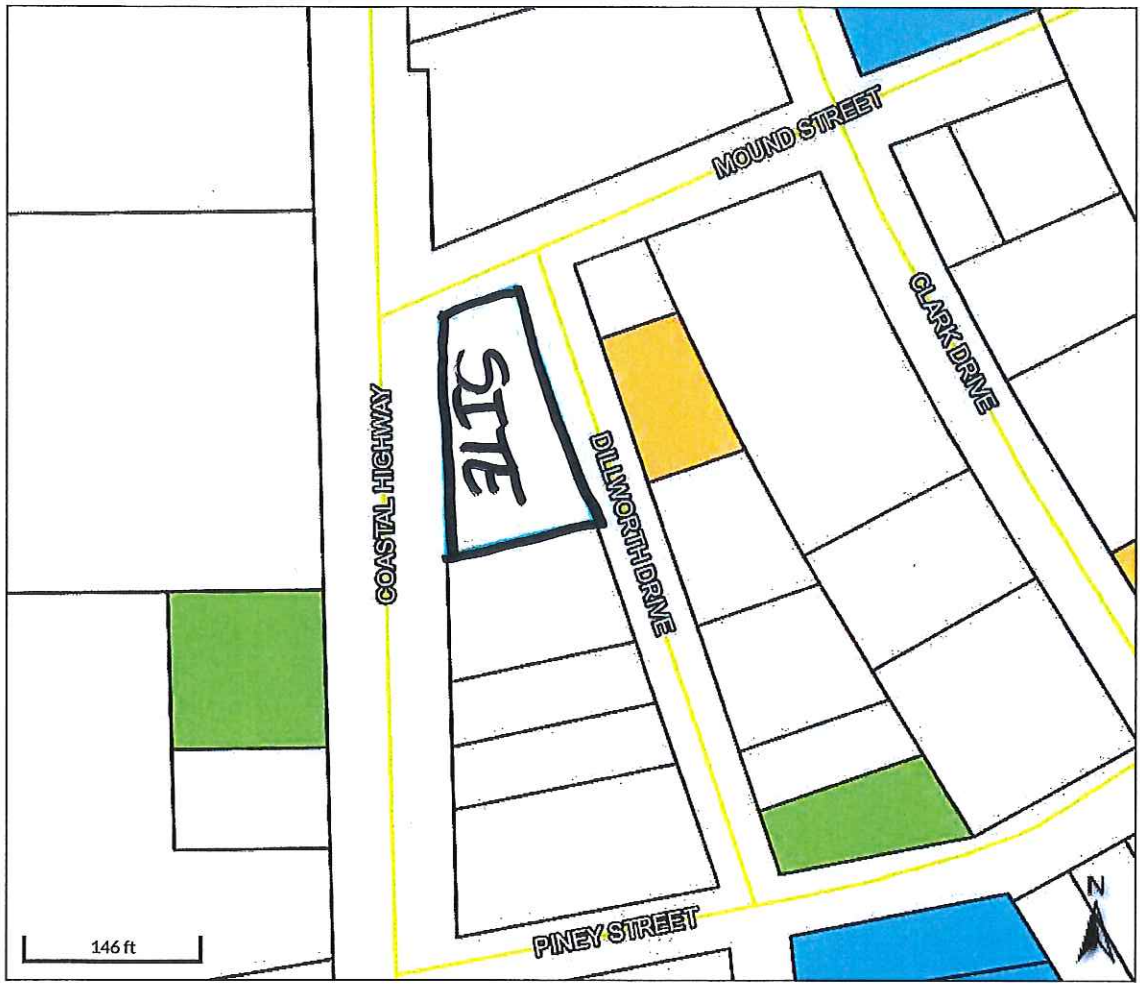 MOUND STREET
CLARK DRIVE
SITE
COASTAL HIGHWAY
DILLWORTH DRIVE
PINEY STREET
N
146 ft